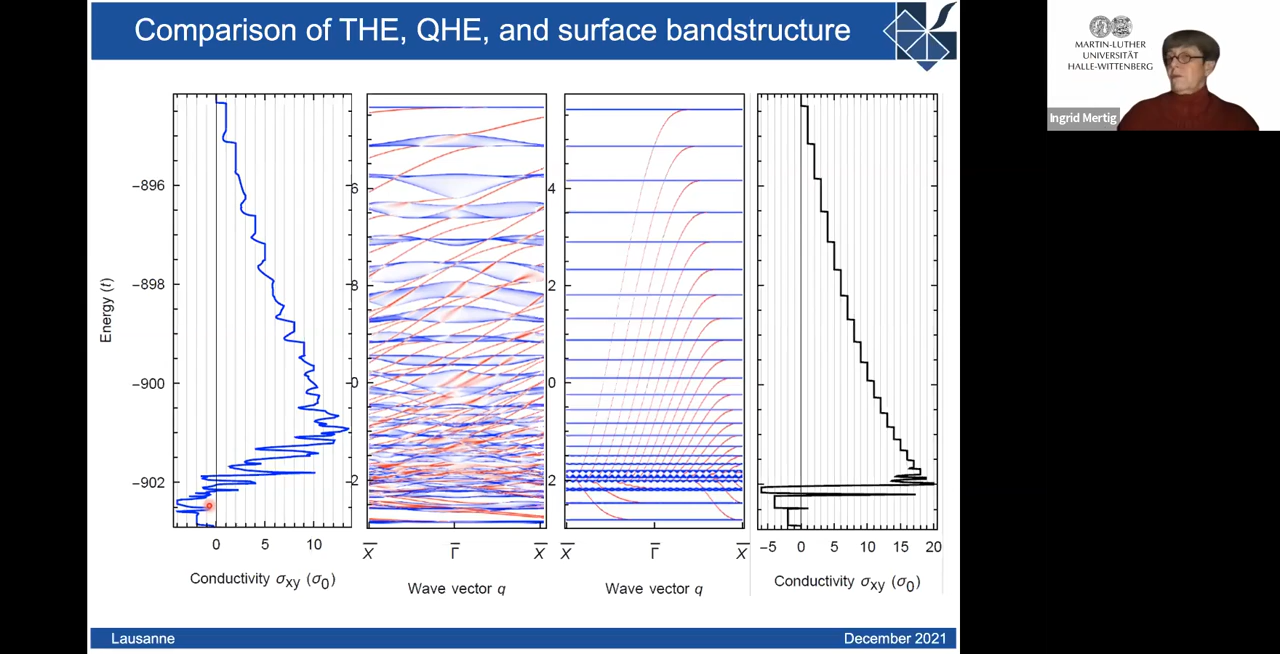 Comparison of THE, QHE, and surface bandstructure
MARTIN-LUTHER
UNIVERSITÄT
HALLE-WITTENBERG
Ingrid Mertig
Energy (t)
−896
−898
−900
−902
0 5 10
Conductivity σxy (σ0)
6
8
0
2
X̄ Γ̄ X̄
Wave vector q
4
2
0
2
X̄ Γ̄ X̄
Wave vector q
−5 0 5 10 15 20
Conductivity σxy (σ0)
Lausanne
December 2021